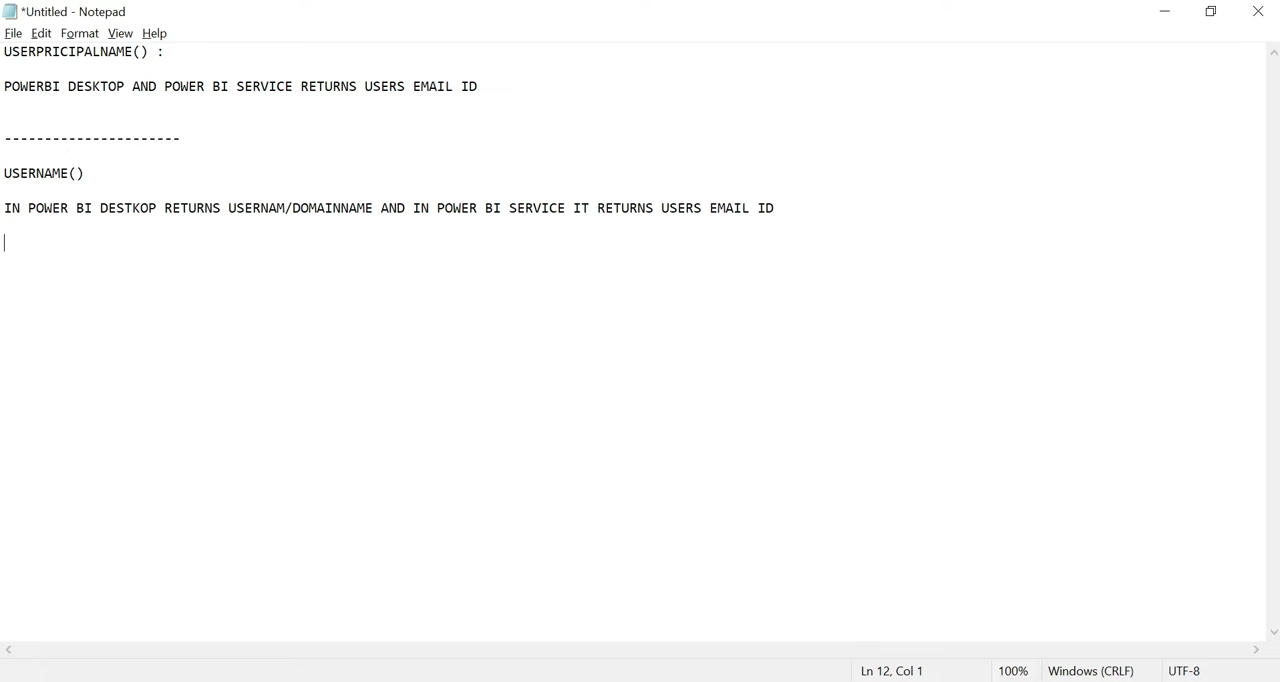 *Untitled - Notepad
File Edit Format View Help
USERPRICIPALNAME() :
POWERBI DESKTOP AND POWER BI SERVICE RETURNS USERS EMAIL ID
----------------------
USERNAME()
IN POWER BI DESTKOP RETURNS USERNAM/DOMAINNAME AND IN POWER BI SERVICE IT RETURNS USERS EMAIL ID
Ln 12, Col 1 100% Windows (CRLF) UTF-8